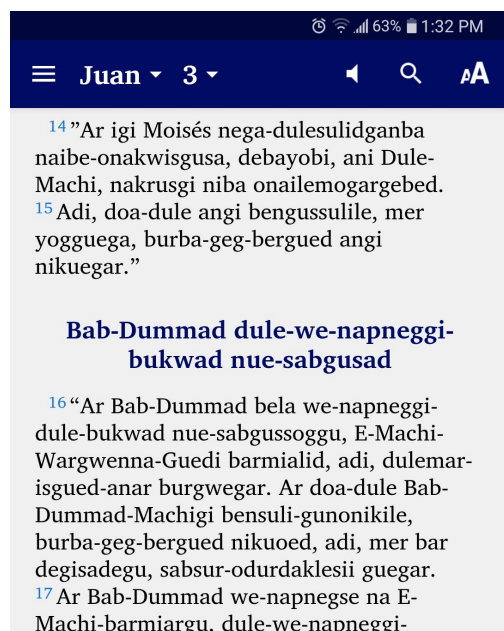 63% 1:32 PM
Juan 3 AA
14 ”Ar igi Moisés nega-dulesulidganba
naibe-onakwisgusa, debayobi, ani Dule-
Machi, nakrusgi niba onailemogargebed.
15 Adi, doa-dule angi bengussulile, mer
yogguega, burba-geg-bergued angi
nikuegar.”
Bab-Dummad dule-we-napneggi-
bukwad nue-sabgusad
16 “Ar Bab-Dummad bela we-napneggi-
dule-bukwad nue-sabgussoggu, E-Machi-
Wargwenna-Guedi barmialid, adi, dulemar-
isgued-anar burgwegar. Ar doa-dule Bab-
Dummad-Machigi bensuli-gunonikile,
burba-geg-bergued nikuoed, adi, mer bar
degisadegu, sabsur-odurdaklesii guegar.
17 Ar Bab-Dummad we-napnegse na E-
Machi-barmiargu, dule-we-napneggi-